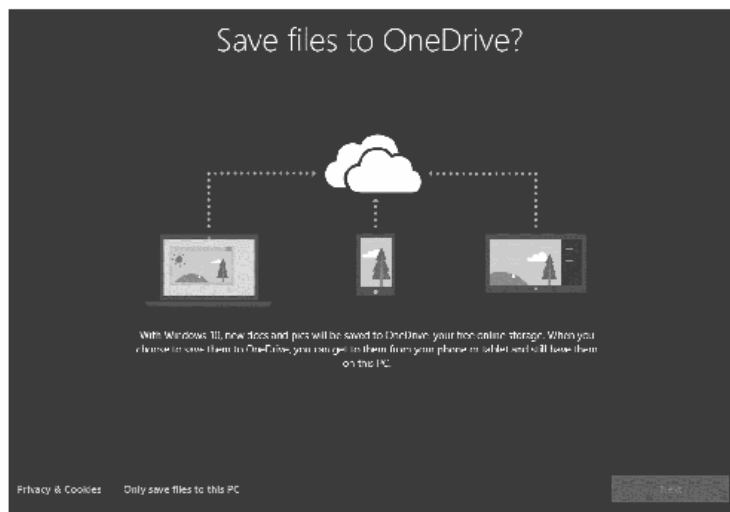 Save files to OneDrive?
With Windows 10, new docs and pics will be saved to OneDrive, your free online storage. When you
choose to save them to OneDrive, you can get to them from your phone or tablet and still have them
on this PC.
Privacy & Cookies Only save files to this PC Next